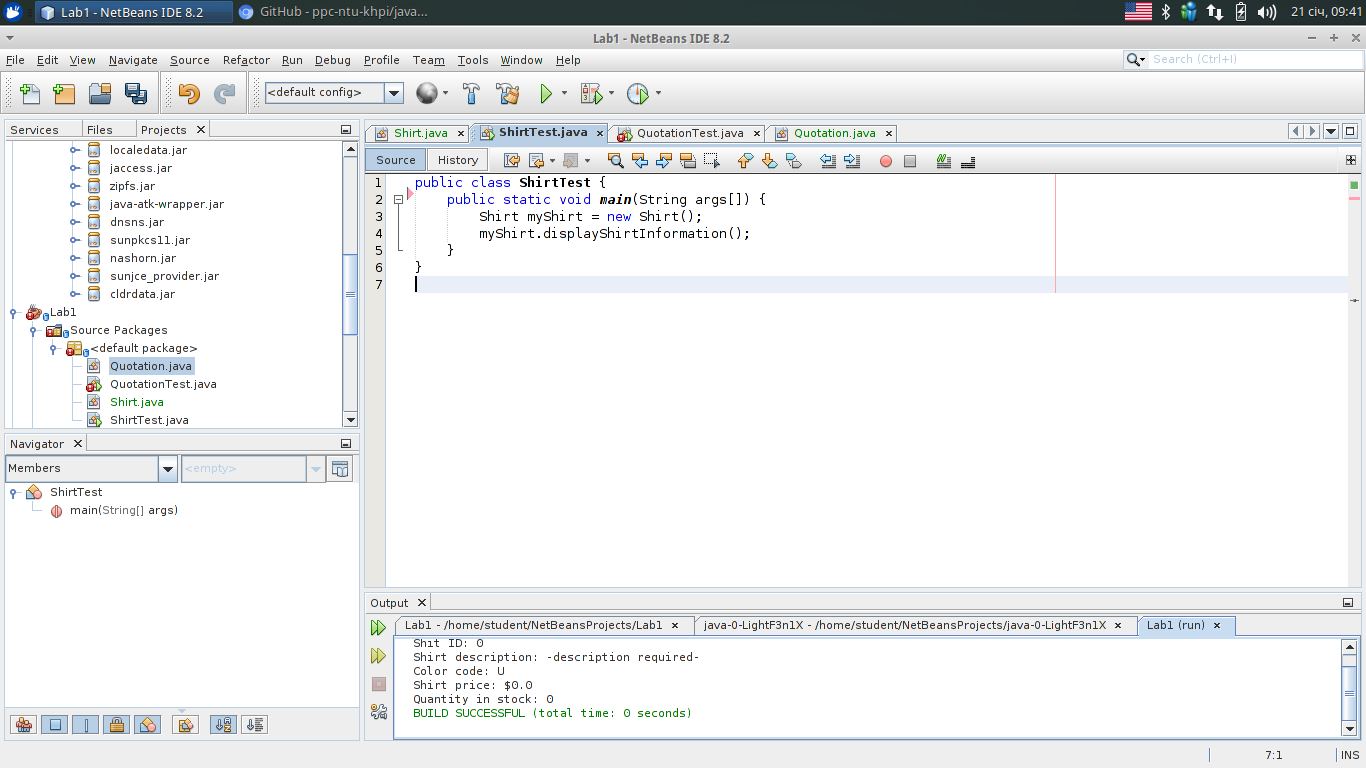 Lab1 - NetBeans IDE 8.2
GitHub - ppc-ntu-khpi/java...
21 січ, 09:41
Lab1 - NetBeans IDE 8.2
File Edit View Navigate Source Refactor Run Debug Profile Team Tools Window Help
Search (Ctrl+I)
<default config>
Services Files Projects
localedata.jar
jaccess.jar
zipfs.jar
java-atk-wrapper.jar
dnsns.jar
sunpkcs11.jar
nashorn.jar
sunjce_provider.jar
cldrdata.jar
Lab1
Source Packages
<default package>
Quotation.java
QuotationTest.java
Shirt.java
ShirtTest.java
Navigator
Members
<empty>
ShirtTest
main(String[] args)
Shirt.java ShirtTest.java QuotationTest.java Quotation.java
Source History
1 public class ShirtTest {
2 public static void main(String args[]) {
3 Shirt myShirt = new Shirt();
4 myShirt.displayShirtInformation();
5 }
6 }
7
Output
Lab1 - /home/student/NetBeansProjects/Lab1
java-0-LightF3n1X - /home/student/NetBeansProjects/java-0-LightF3n1X
Lab1 (run)
Shit ID: 0
Shirt description: -description required-
Color code: U
Shirt price: $0.0
Quantity in stock: 0
BUILD SUCCESSFUL (total time: 0 seconds)
7:1 INS